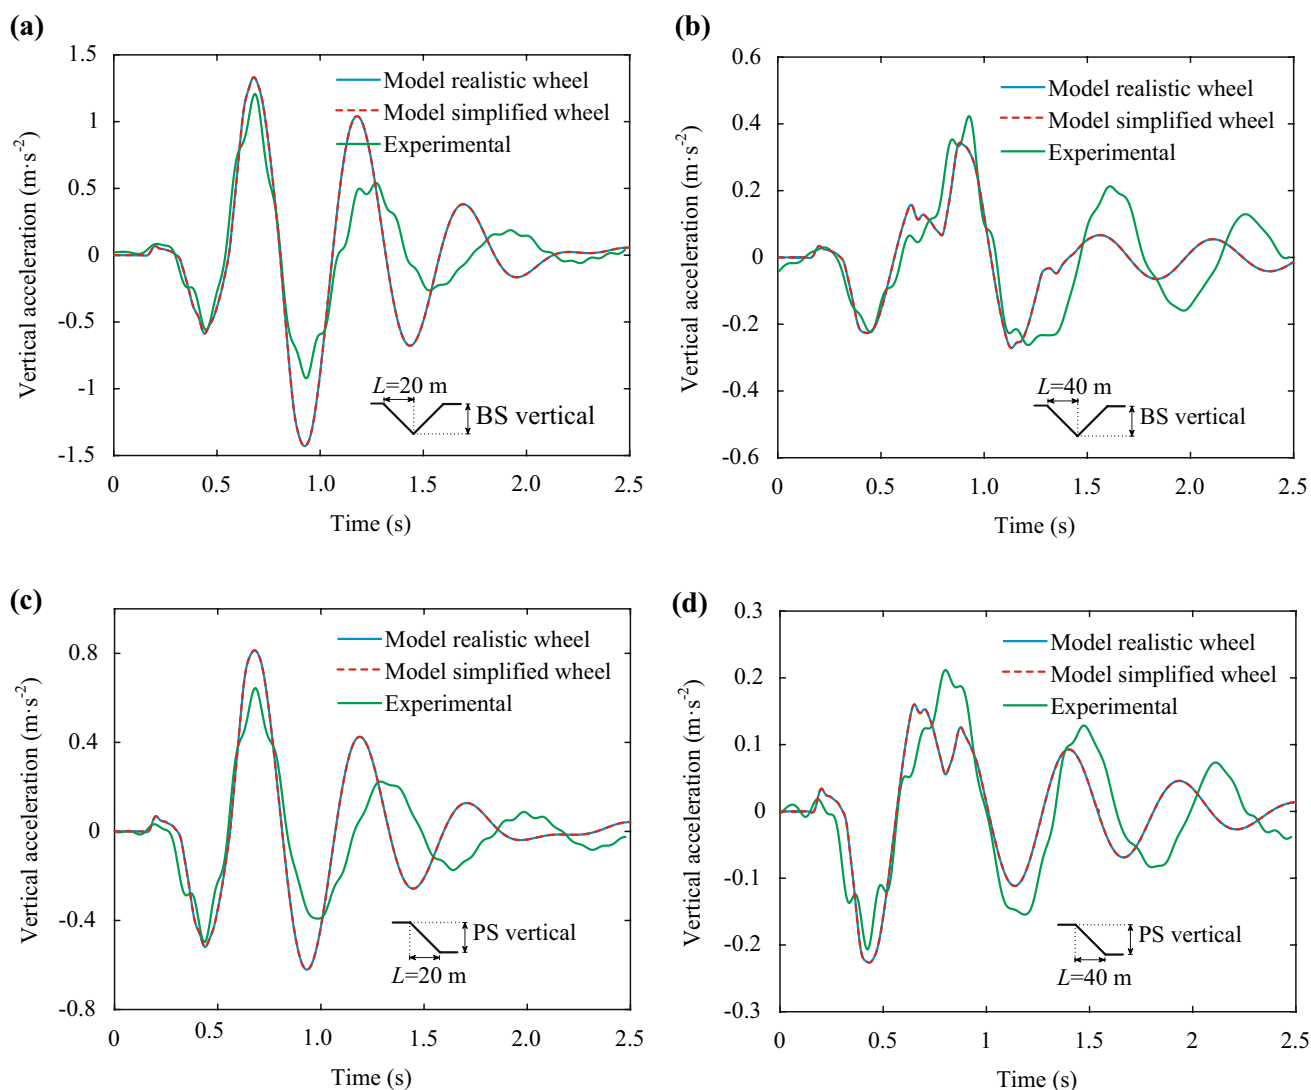 (a)
Vertical acceleration (m·s⁻²)
1.5
1
0.5
0
-0.5
-1
-1.5
Model realistic wheel
Model simplified wheel
Experimental
L=20 m
BS vertical
0 0.5 1.0 1.5 2.0 2.5
Time (s)
(b)
Vertical acceleration (m·s⁻²)
0.6
0.4
0.2
0
-0.2
-0.4
-0.6
Model realistic wheel
Model simplified wheel
Experimental
L=40 m
BS vertical
0 0.5 1.0 1.5 2.0 2.5
Time (s)
(c)
Vertical acceleration (m·s⁻²)
0.8
0.4
0
-0.4
-0.8
Model realistic wheel
Model simplified wheel
Experimental
PS vertical
L=20 m
0 0.5 1.0 1.5 2.0 2.5
Time (s)
(d)
Vertical acceleration (m·s⁻²)
0.3
0.2
0.1
0
-0.1
-0.2
-0.3
Model realistic wheel
Model simplified wheel
Experimental
PS vertical
L=40 m
0 0.5 1 1.5 2 2.5
Time (s)